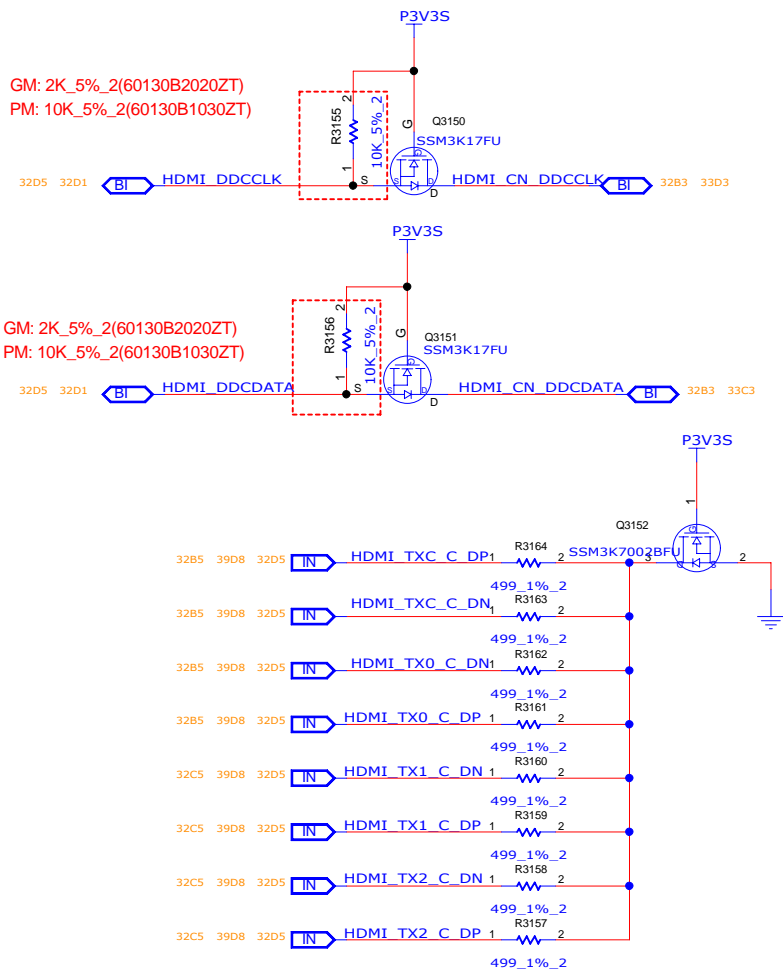 P3V3S
GM: 2K_5%_2(60130B2020ZT)
PM: 10K_5%_2(60130B1030ZT)
2
R3155
1
10K_5%_2
G
Q3150
SSM3K17FU
G
S
D
32D5 32D1 BI HDMI_DDCCLK S D HDMI_CN_DDCCLK BI 32B3 33D3
P3V3S
GM: 2K_5%_2(60130B2020ZT)
PM: 10K_5%_2(60130B1030ZT)
2
R3156
1
10K_5%_2
G
Q3151
SSM3K17FU
G
S
D
32D5 32D1 BI HDMI_DDCDATA S D HDMI_CN_DDCDATA BI 32B3 33C3
P3V3S
1
Q3152
SSM3K7002BFU
G
D
S
3
2
R3164
32B5 39D8 32D5 IN HDMI_TXC_C_DP 1 2
499_1%_2
R3163
32B5 39D8 32D5 IN HDMI_TXC_C_DN 1 2
499_1%_2
R3162
32B5 39D8 32D5 IN HDMI_TX0_C_DN 1 2
499_1%_2
R3161
32B5 39D8 32D5 IN HDMI_TX0_C_DP 1 2
499_1%_2
R3160
32C5 39D8 32D5 IN HDMI_TX1_C_DN 1 2
499_1%_2
R3159
32C5 39D8 32D5 IN HDMI_TX1_C_DP 1 2
499_1%_2
R3158
32C5 39D8 32D5 IN HDMI_TX2_C_DN 1 2
499_1%_2
R3157
32C5 39D8 32D5 IN HDMI_TX2_C_DP 1 2
499_1%_2